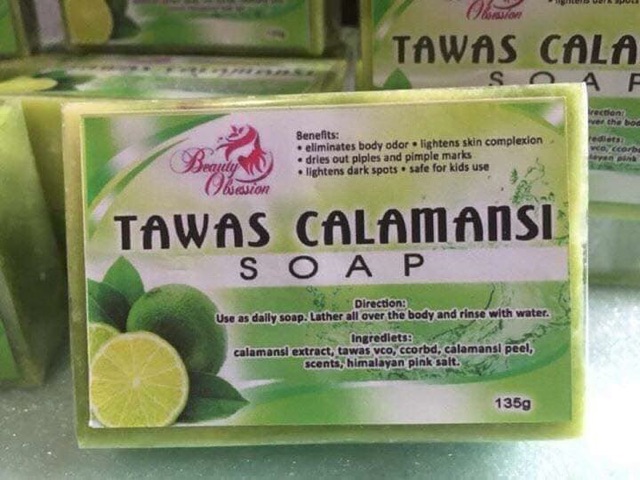 Obsession
TAWAS CALA
SOAP
Beauty
Obsession
Benefits:
• eliminates body odor • lightens skin complexion
• dries out piples and pimple marks
• lightens dark spots • safe for kids use
TAWAS CALAMANSI
SOAP
Direction:
Use as daily soap. Lather all over the body and rinse with water.
Ingrediets:
calamansi extract, tawas vco, ccorbd, calamansi peel,
scents, himalayan pink salt.
135g